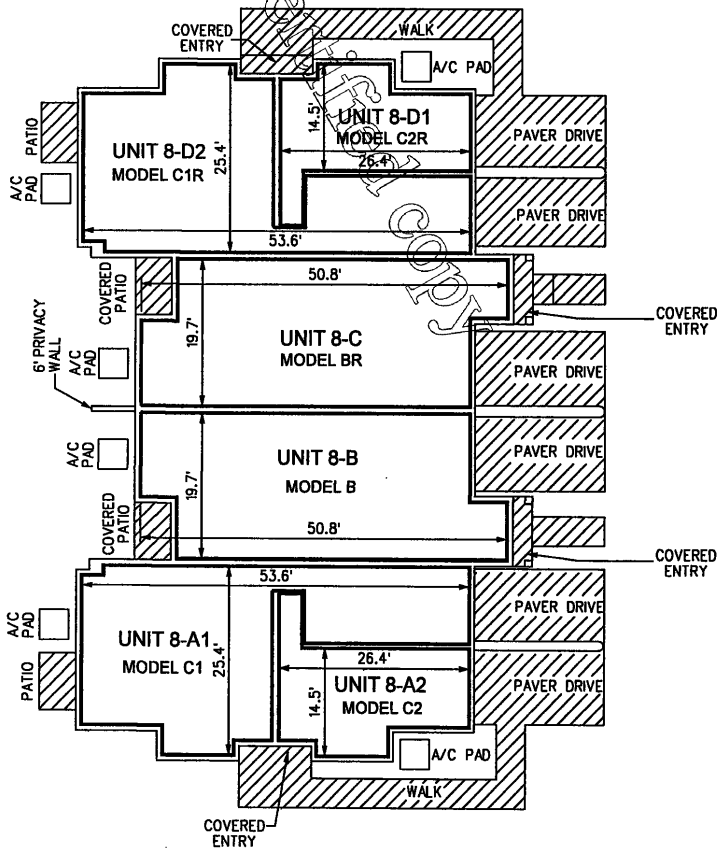 COVERED
ENTRY
WALK
A/C PAD
UNIT 8-D1
MODEL C2R
14.5'
26.4'
UNIT 8-D2
MODEL C1R
25.4'
53.6'
PATIO
A/C
PAD
PAVER DRIVE
PAVER DRIVE
COVERED
PATIO
50.8'
19.7'
UNIT 8-C
MODEL BR
COVERED
ENTRY
6' PRIVACY
WALL
A/C
PAD
PAVER DRIVE
A/C
PAD
PAVER DRIVE
UNIT 8-B
MODEL B
19.7'
50.8'
COVERED
PATIO
COVERED
ENTRY
53.6'
PAVER DRIVE
A/C
PAD
UNIT 8-A1
MODEL C1
25.4'
PATIO
26.4'
UNIT 8-A2
MODEL C2
14.5'
PAVER DRIVE
A/C PAD
WALK
COVERED
ENTRY
copy